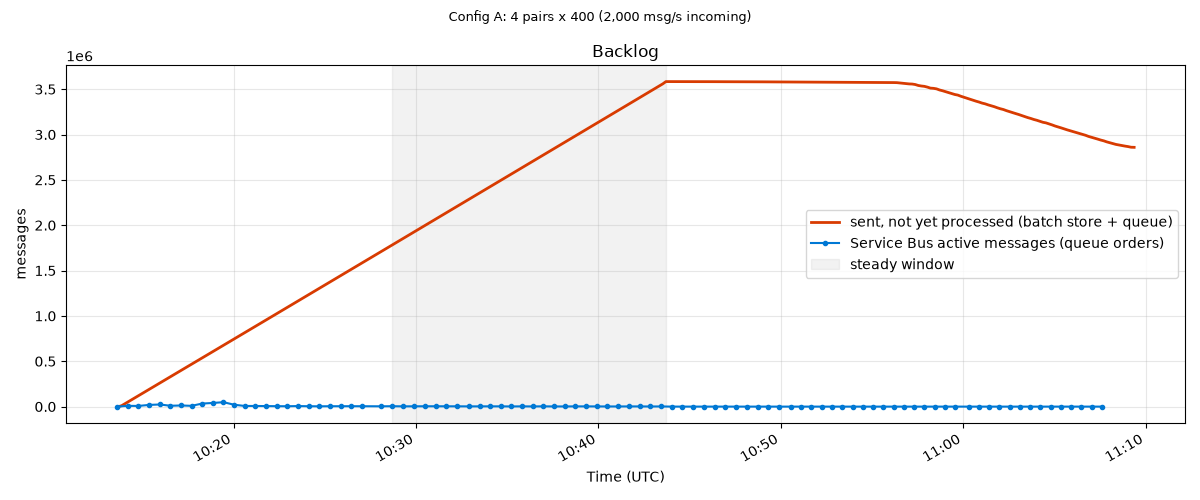 Config A: 4 pairs x 400 (2,000 msg/s incoming)
Backlog
1e6
3.5
3.0
2.5
2.0
1.5
1.0
0.5
0.0
messages
sent, not yet processed (batch store + queue)
Service Bus active messages (queue orders)
steady window
10:20
10:30
10:40
10:50
11:00
11:10
Time (UTC)